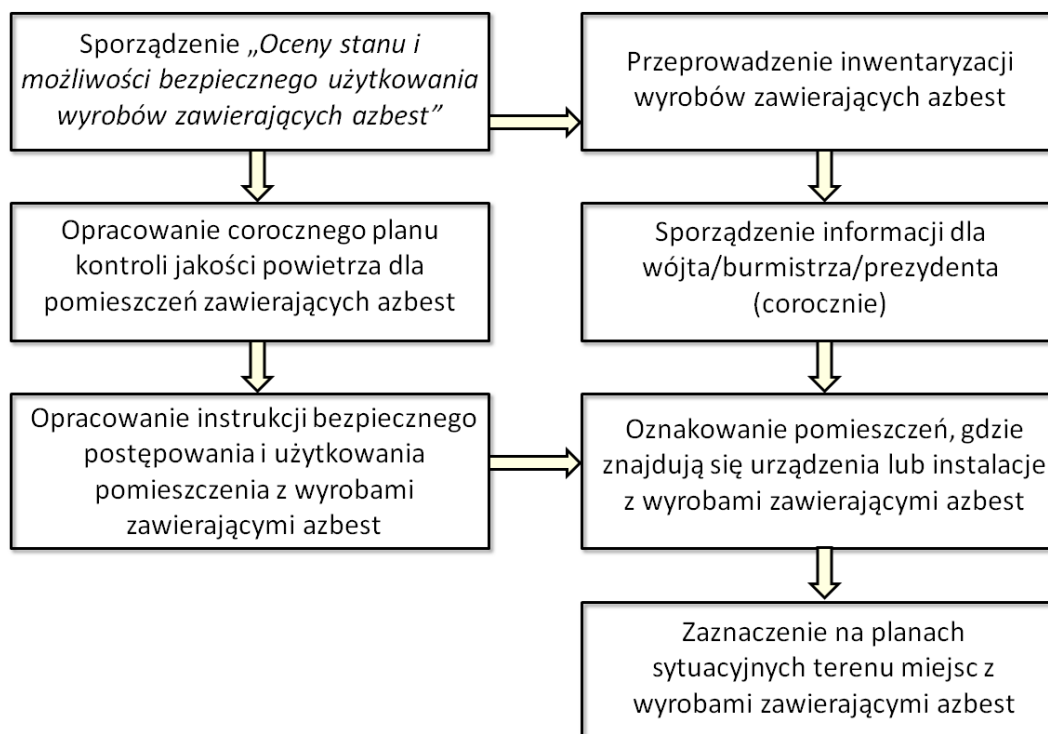 Sporządzenie „Oceny stanu i
możliwości bezpiecznego użytkowania
wyrobów zawierających azbest”
Przeprowadzenie inwentaryzacji
wyrobów zawierających azbest
Opracowanie corocznego planu
kontroli jakości powietrza dla
pomieszczeń zawierających azbest
Sporządzenie informacji dla
wójta/burmistrza/prezydenta
(corocznie)
Opracowanie instrukcji bezpiecznego
postępowania i użytkowania
pomieszczenia z wyrobami
zawierającymi azbest
Oznakowanie pomieszczeń, gdzie
znajdują się urządzenia lub instalacje
z wyrobami zawierającymi azbest
Zaznaczenie na planach
sytuacyjnych terenu miejsc z
wyrobami zawierającymi azbest